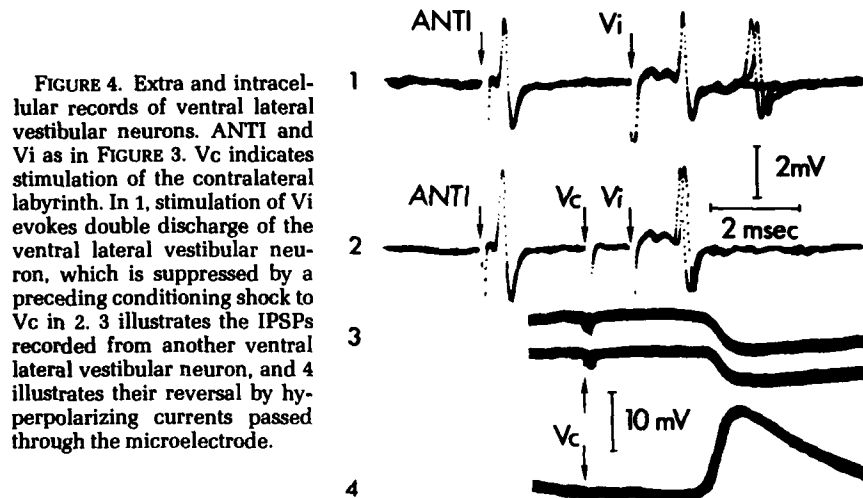 FIGURE 4. Extra and intracel-
lular records of ventral lateral
vestibular neurons. ANTI and
Vi as in FIGURE 3. Vc indicates
stimulation of the contralateral
labyrinth. In 1, stimulation of Vi
evokes double discharge of the
ventral lateral vestibular neu-
ron, which is suppressed by a
preceding conditioning shock to
Vc in 2. 3 illustrates the IPSPs
recorded from another ventral
lateral vestibular neuron, and 4
illustrates their reversal by hy-
perpolarizing currents passed
through the microelectrode.
ANTI Vi
1
2mV
ANTI Vc Vi
2 msec
2
3
10 mV
Vc
4